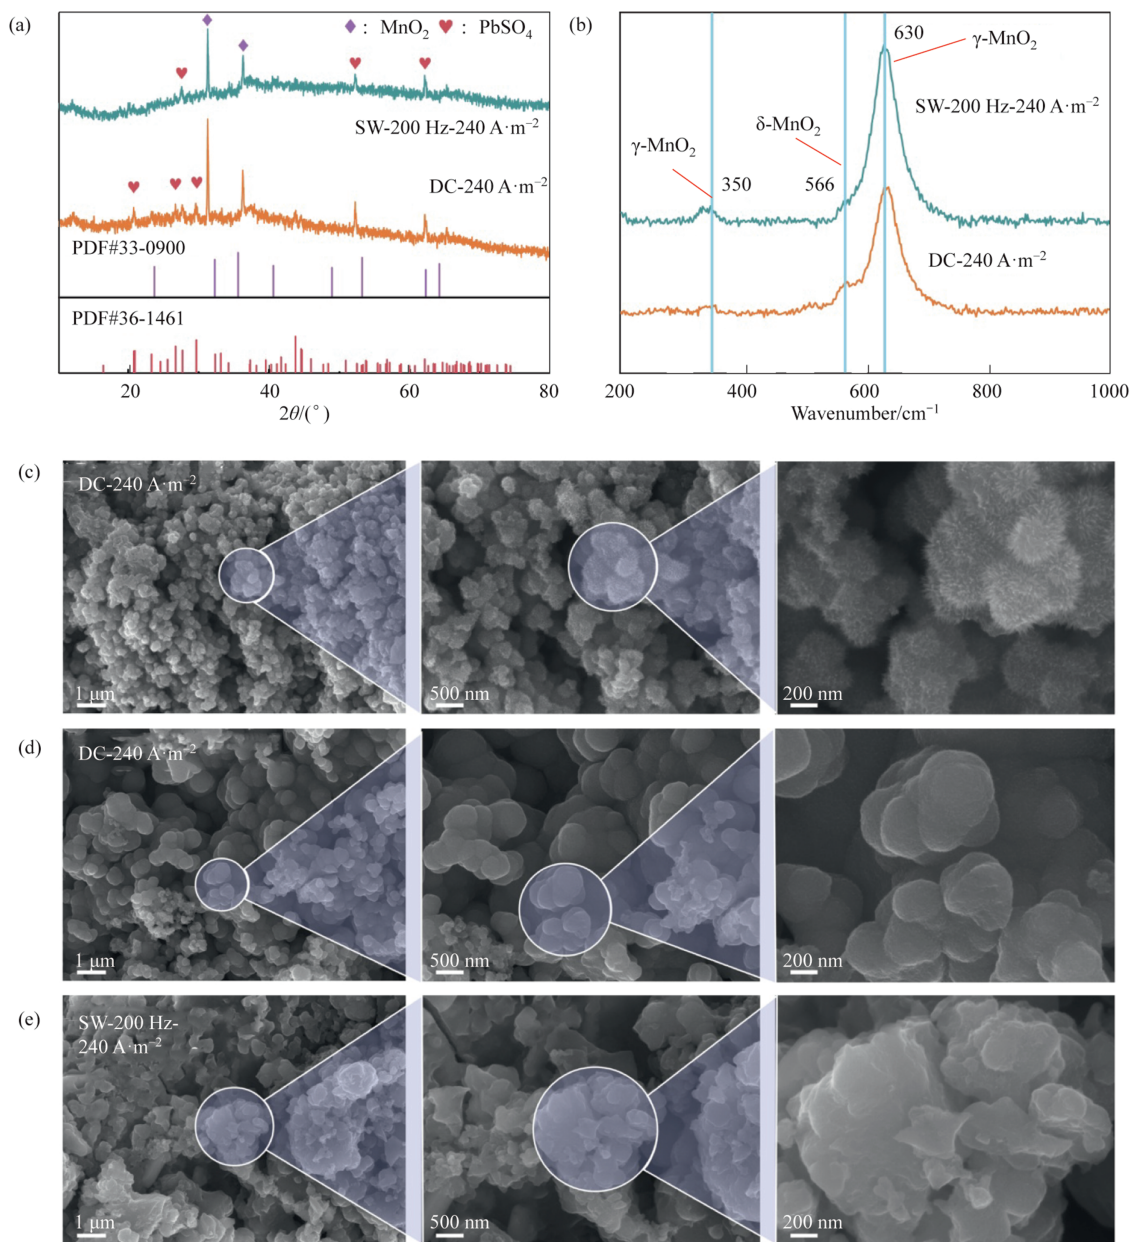 (a)
◆: MnO₂ ♥: PbSO₄
SW-200 Hz-240 A·m⁻²
DC-240 A·m⁻²
PDF#33-0900
PDF#36-1461
20 40 60 80
2θ/(°)
(b)
630
γ-MnO₂
SW-200 Hz-240 A·m⁻²
δ-MnO₂
γ-MnO₂
350
566
DC-240 A·m⁻²
200 400 600 800 1000
Wavenumber/cm⁻¹
(c)
DC-240 A·m⁻²
1 μm
500 nm
200 nm
(d)
DC-240 A·m⁻²
1 μm
500 nm
200 nm
(e)
SW-200 Hz-
240 A·m⁻²
1 μm
500 nm
200 nm